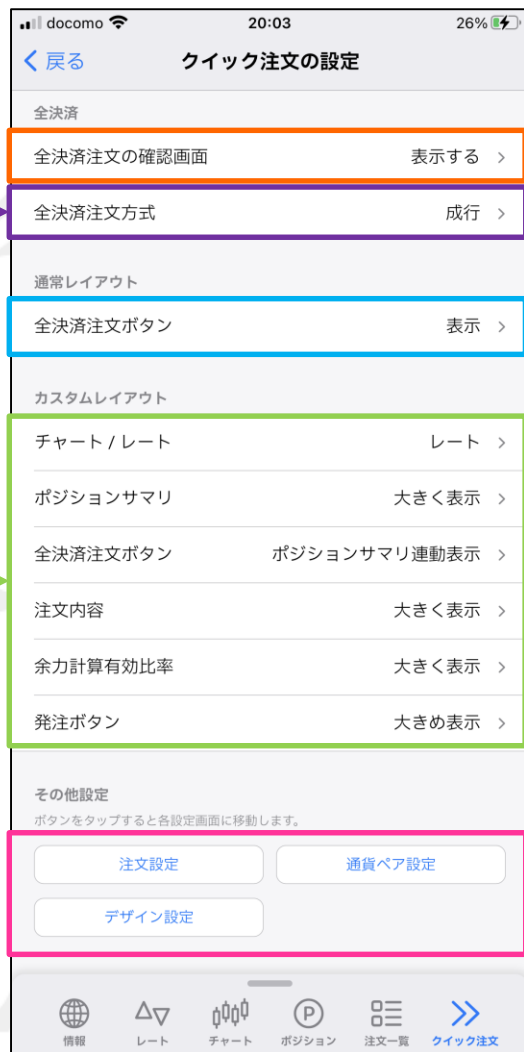 docomo 20:03 26%
戻る クイック注文の設定
全決済
全決済注文の確認画面 表示する
全決済注文方式 成行
通常レイアウト
全決済注文ボタン 表示
カスタムレイアウト
チャート / レート レート
ポジションサマリ 大きく表示
全決済注文ボタン ポジションサマリ連動表示
注文内容 大きく表示
余力計算有効比率 大きく表示
発注ボタン 大きめ表示
その他設定
ボタンをタップすると各設定画面に移動します。
注文設定 通貨ペア設定
デザイン設定
P
情報 レート チャート ポジション 注文一覧 クイック注文